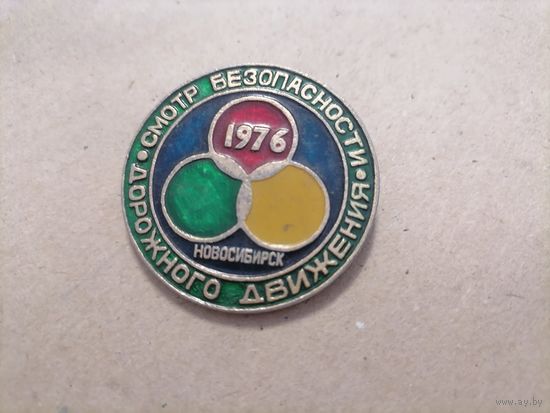 СМОТР БЕЗОПАСНОСТИ
ДОРОЖНОГО ДВИЖЕНИЯ
1976
НОВОСИБИРСК
www.ay.by